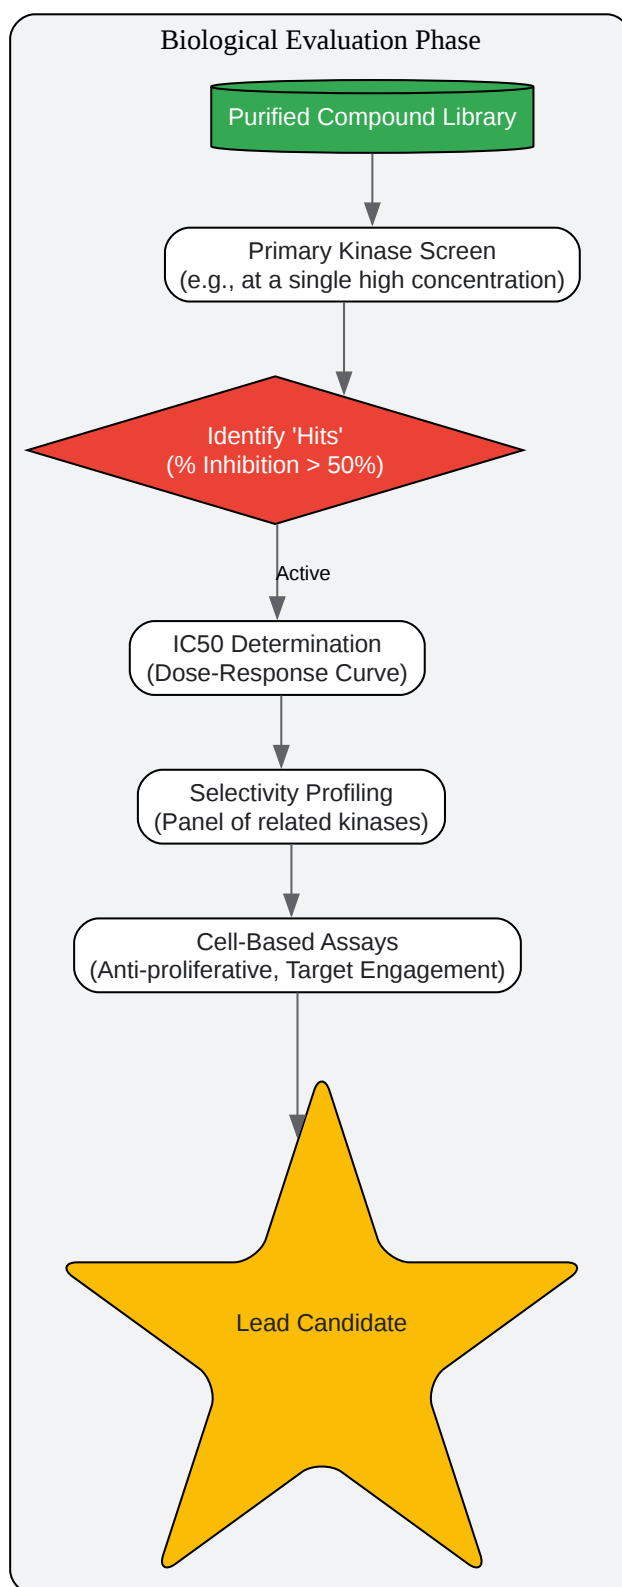 Biological Evaluation Phase
Purified Compound Library
Primary Kinase Screen
(e.g., at a single high concentration)
Identify 'Hits'
(% Inhibition > 50%)
Active
IC50 Determination
(Dose-Response Curve)
Selectivity Profiling
(Panel of related kinases)
Cell-Based Assays
(Anti-proliferative, Target Engagement)
Lead Candidate